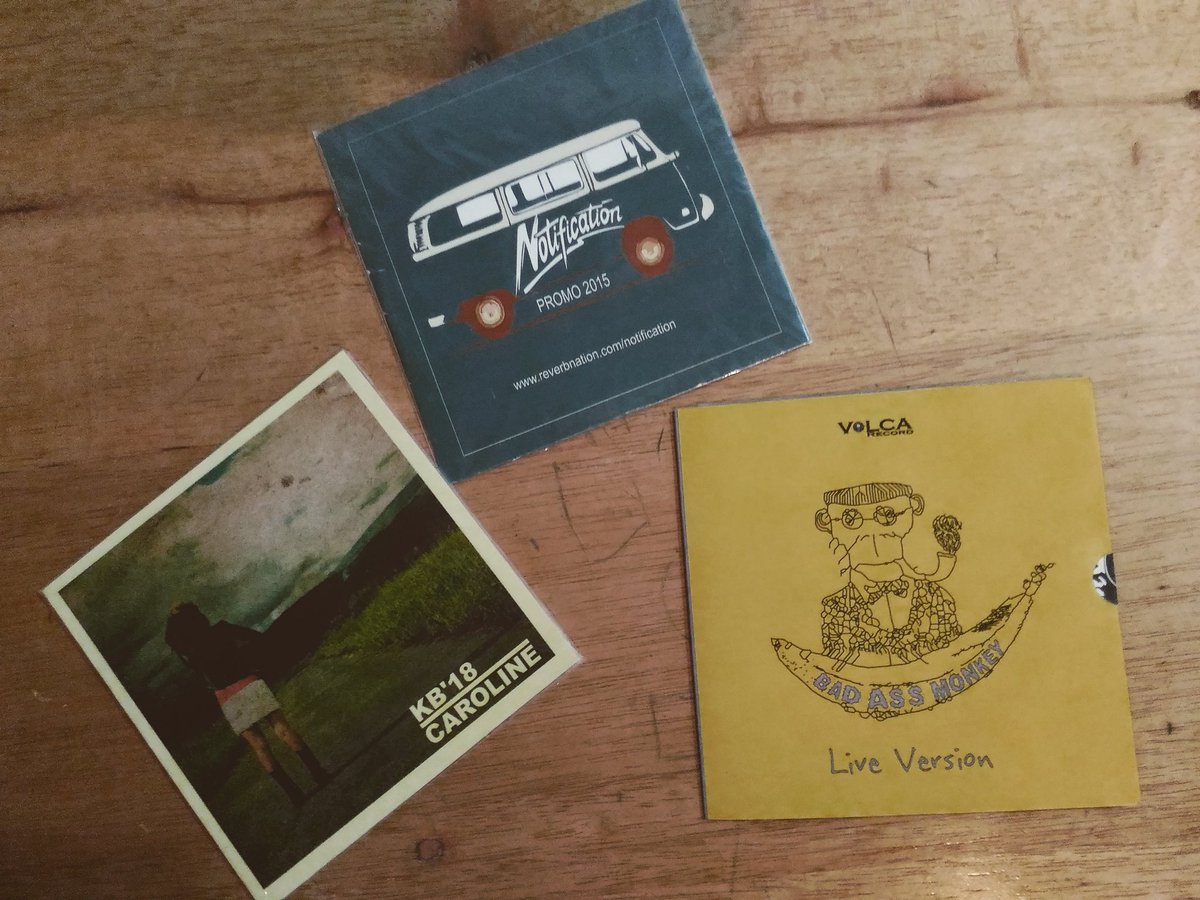 Notification
PROMO 2015
www.reverbnation.com/notification
KB'18
CAROLINE
VOLCA
RECORD
BAD ASS MONKEY
Live Version